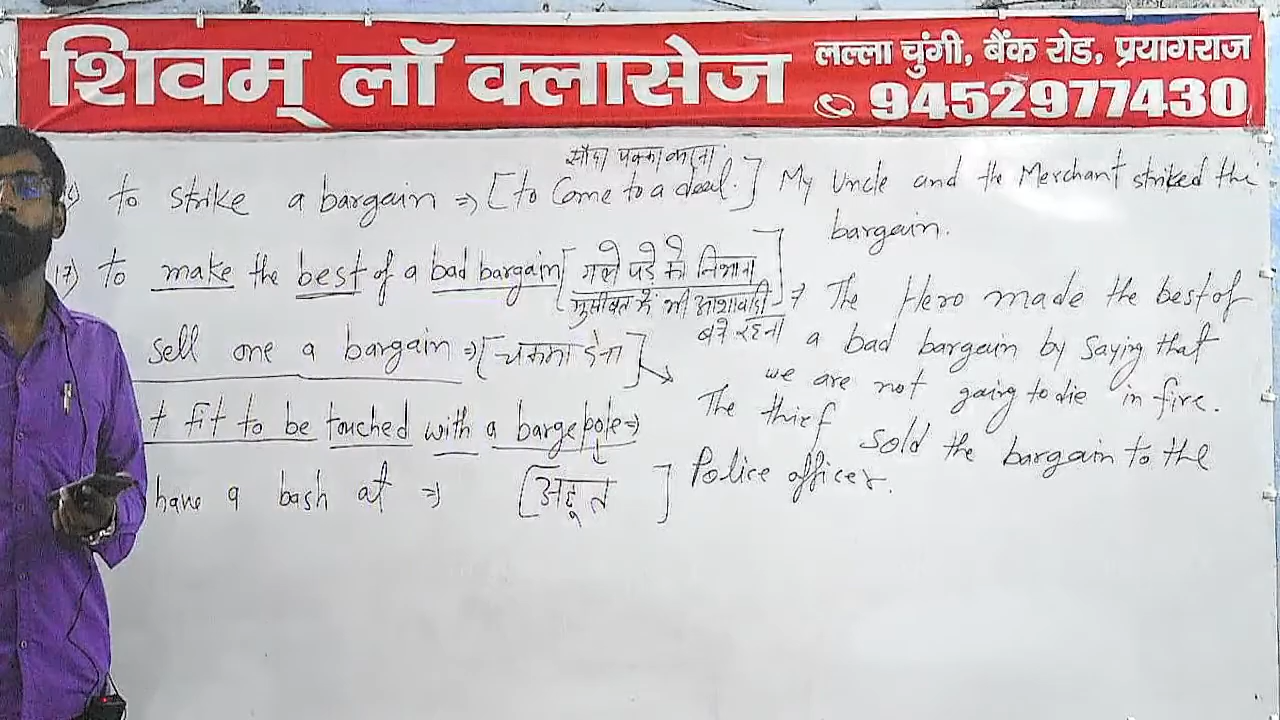 शिवम् लॉ क्लासेज
लल्ला चुंगी, बैंक रोड, प्रयागराज
9452977430
सौदा पक्का करना
6) to strike a bargain ⇒ [to Come to a deal.] My Uncle and the Merchant striked the
bargain.
17) to make the best of a bad bargain [गले पड़े को निभाना
मुसीबत में भी आशावादी
बने रहना] ⇒ The Hero made the best of
a bad bargain by saying that
we are not going to die in fire.
sell one a bargain ⇒ [चकमा देना] → The thief sold the bargain to the
Police officer.
t fit to be touched with a bargepole ⇒
[अछूत]
have a bash at ⇒